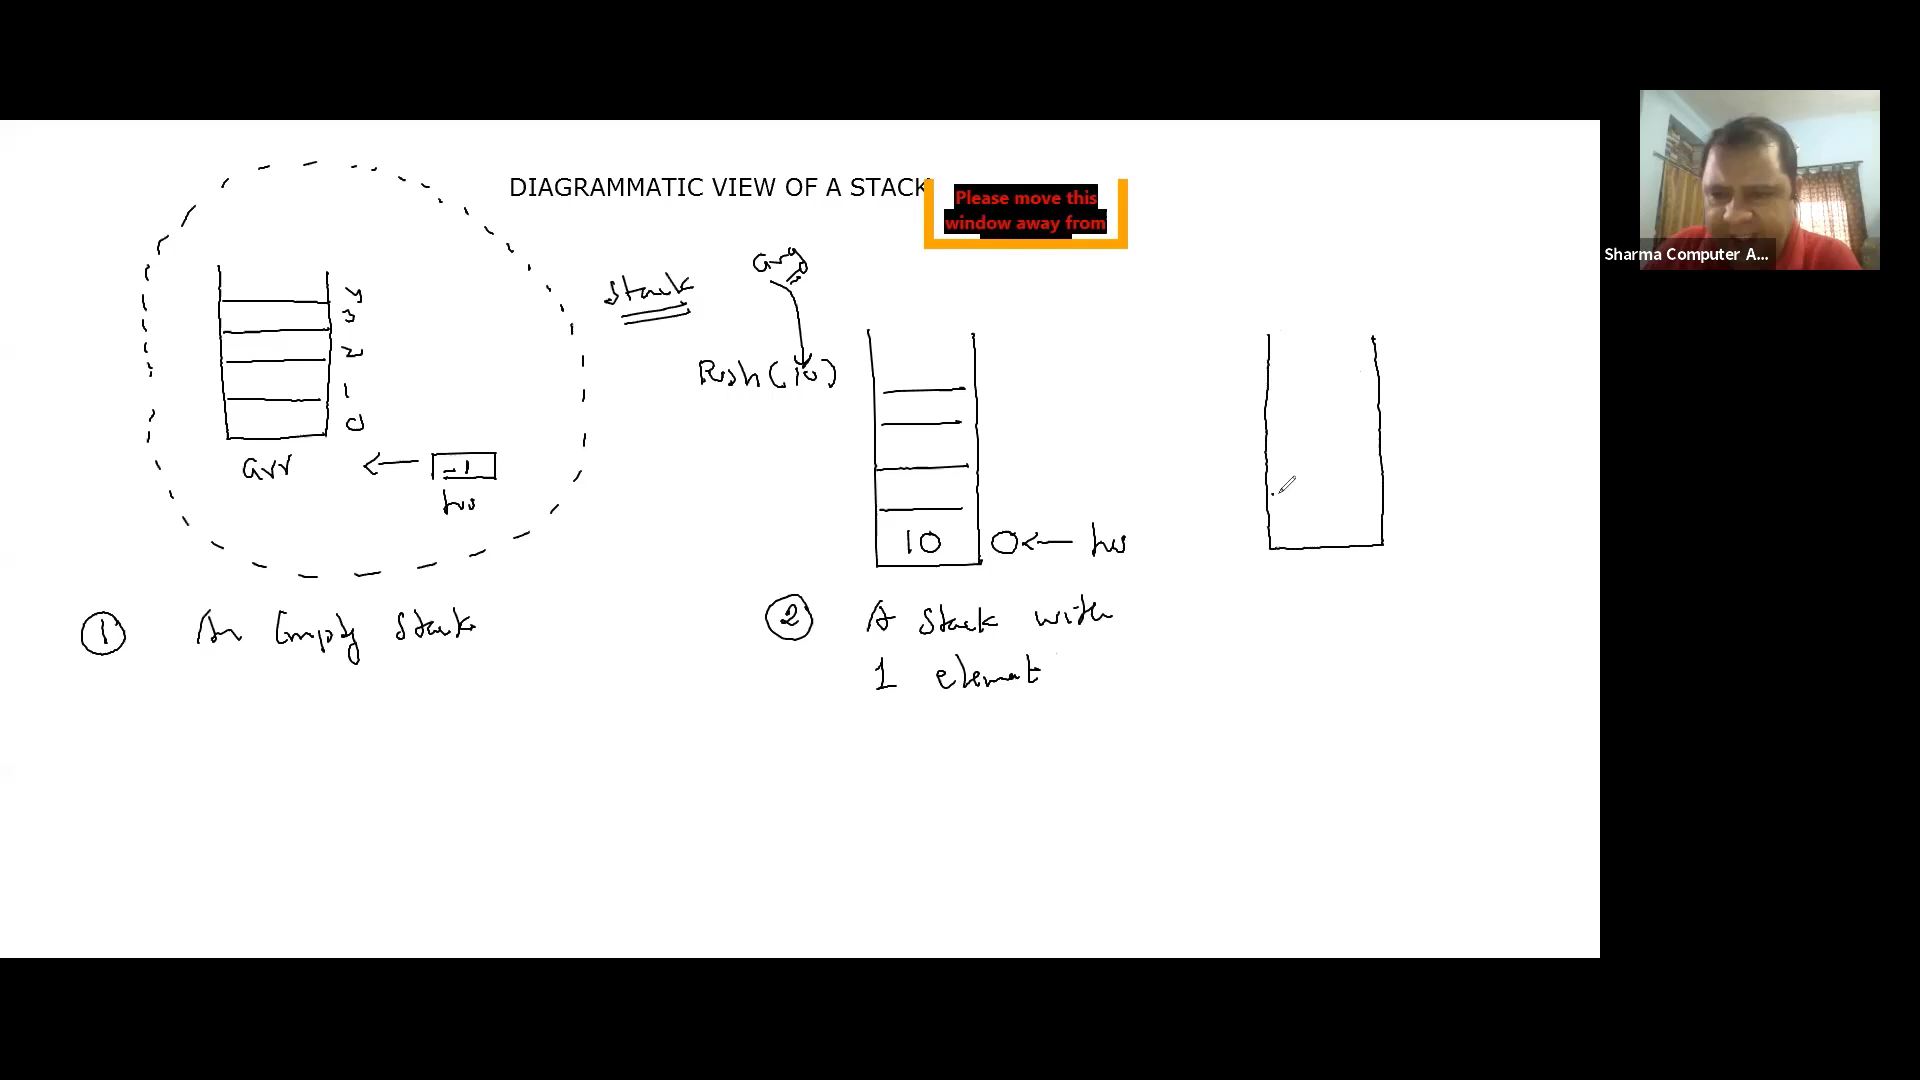 DIAGRAMMATIC VIEW OF A STACK
Please move this
window away from
Sharma Computer A...
Stack
arg
Push(10)
4
3
2
1
0
arr
-1
tos
10 0 ← tos
1 An Empty Stack
2 A Stack with
1 element